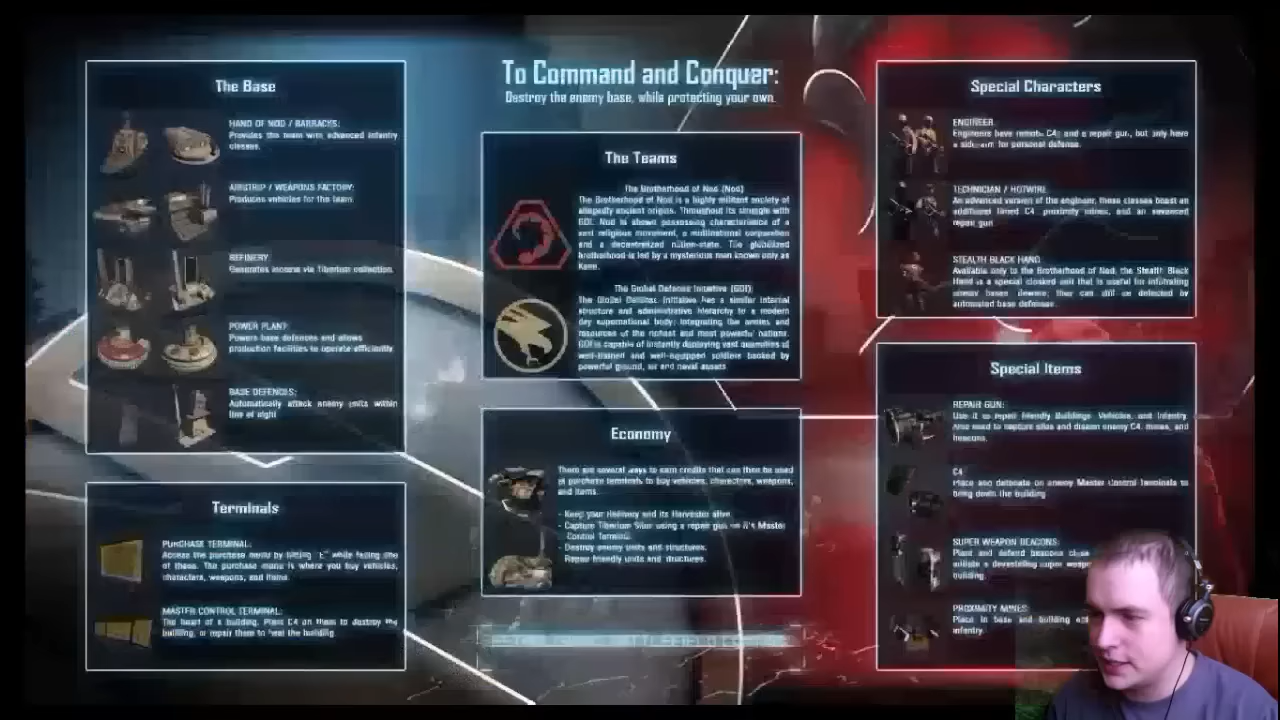 To Command and Conquer:
Destroy the enemy base, while protecting your own.
The Base
HAND OF NOD / BARRACKS:
Provides the team with advanced infantry
classes.
AIRSTRIP / WEAPONS FACTORY:
Produces vehicles for the team.
REFINERY:
Generates income via Tiberium collection.
POWER PLANT:
Powers base defences and allows
production facilities to operate efficiently.
BASE DEFENCES:
Automatically attack enemy units within
line of sight
Terminals
PURCHASE TERMINAL:
Access the purchase menu by hitting "E" while facing one
of these. The purchase menu is where you buy vehicles,
characters, weapons, and items.
MASTER CONTROL TERMINAL:
The heart of a building. Plant C4 on them to destroy the
building, or repair them to heal the building.
The Teams
The Brotherhood of Nod (Nod)
The Brotherhood of Nod is a highly militant society of
allegedly ancient origins. Throughout its struggle with
GDI, Nod is shown possessing characteristics of a
vast religious movement, a multinational corporation
and a decentralized nation-state. The globalized
brotherhood is led by a mysterious man known only as
Kane.
The Global Defense Initiative (GDI)
The Global Defense Initiative has a similar internal
structure and administrative hierarchy to a modern
day supernational body; integrating the armies and
resources of the richest and most powerful nations.
GDI is capable of instantly deploying vast quantities of
well-trained and well-equipped soldiers backed by
powerful ground, air and naval assets.
Economy
There are several ways to earn credits that can then be used
at purchase terminals to buy vehicles, characters, weapons,
and items.
- Keep your Refinery and its Harvester alive.
- Capture Tiberium Silos using a repair gun on it's Master
Control Terminal.
- Destroy enemy units and structures.
- Repair friendly units and structures.
Special Characters
ENGINEER:
Engineers have remote C4, and a repair gun, but only have
a sidearm for personal defense.
TECHNICIAN / HOTWIRE:
An advanced version of the engineer, these classes boast an
additional timed C4, proximity mines, and an advanced
repair gun.
STEALTH BLACK HAND:
Available only to the Brotherhood of Nod, the Stealth Black
Hand is a special cloaked unit that is useful for infiltrating
enemy bases. Beware, they can still be detected by
automated base defenses.
Special Items
REPAIR GUN:
Use it to repair friendly Buildings, Vehicles, and Infantry.
Also used to capture silos and disarm enemy C4, mines, and
beacons.
C4
Place and detonate on enemy Master Control Terminals to
bring down the building
SUPER WEAPON BEACONS:
Plant and defend beacons close
initiate a devastating super weapon
building.
PROXIMITY MINES:
Place in base and building
infantry.